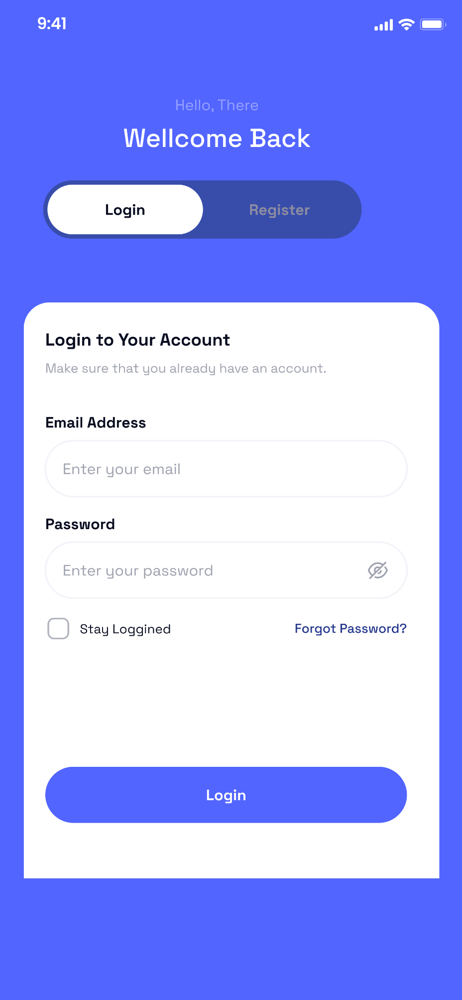 9:41
Hello, There
Wellcome Back
Login
Register
Login to Your Account
Make sure that you already have an account.
Email Address
Enter your email
Password
Enter your password
Stay Loggined
Forgot Password?
Login